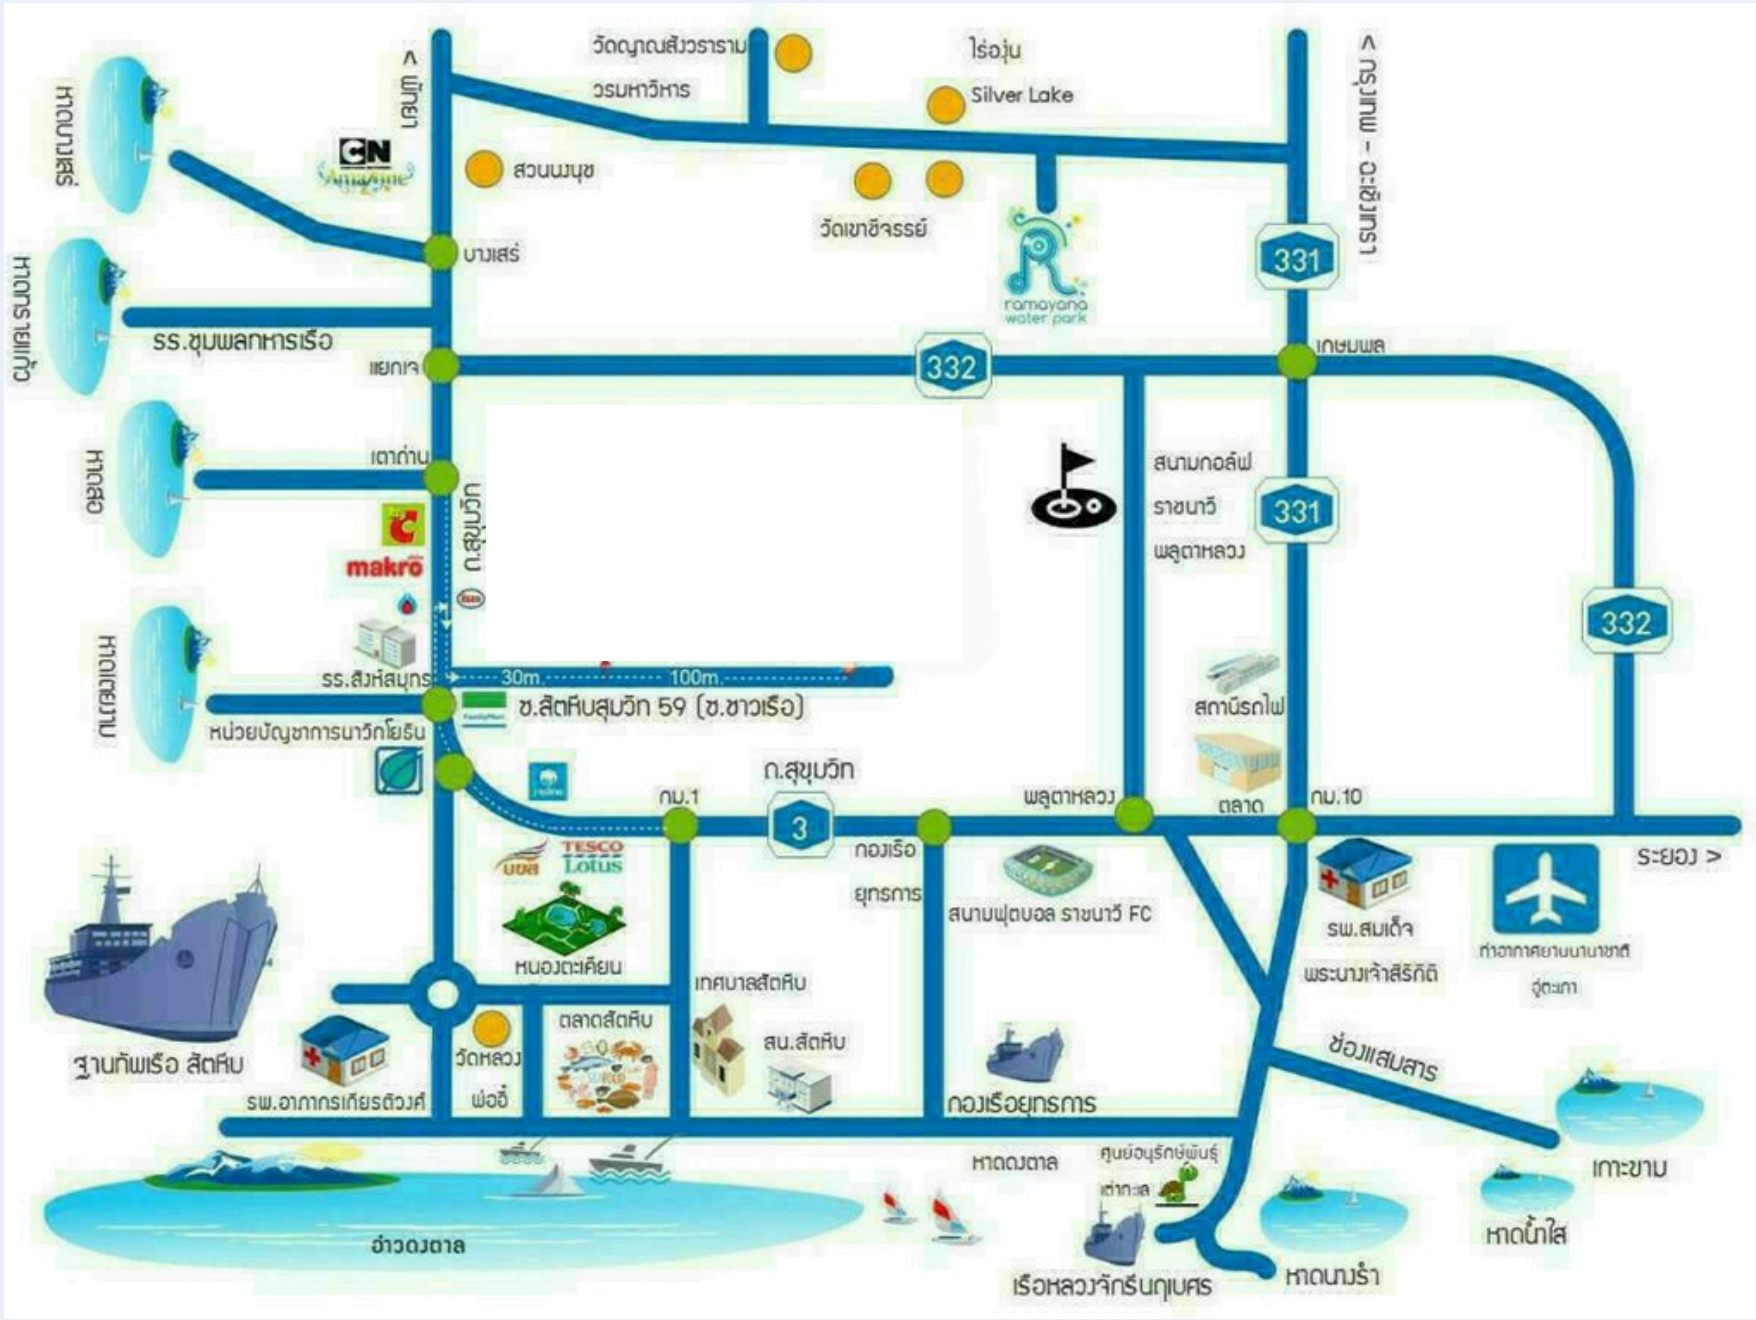 < พัทยา
วัดญาณสังวราราม
วรมหาวิหาร
ไร่องุ่น
Silver Lake
< กรุงเทพ - ฉะเชิงเทรา
หาดบางเสร่
CN
Amazone
สวนนงนุช
วัดเขาชีจรรย์
ramayana
water park
331
บางเสร่
หาดทรายแก้ว
รร.ชุมพลทหารเรือ
แยกเจ
332
เกษมพล
หาดสอ
เตาถ่าน
ถ.สุขุมวิท
makro
Esso
สนามกอล์ฟ
ราชนาวี
พลูตาหลวง
331
332
หาดเตยงาม
รร.สิงห์สมุทร
30m.
100m.
FamilyMart
ซ.สัตหีบสุมวิท 59 (ซ.ชาวเรือ)
หน่วยบัญชาการนาวิกโยธิน
สถานีรถไฟ
ตลาด
กรุงไทย
กม.1
ถ.สุขุมวิท
3
พลูตาหลวง
กม.10
ระยอง >
บขส
TESCO
Lotus
กองเรือ
ยุทธการ
สนามฟุตบอล ราชนาวี FC
รพ.สมเด็จ
พระนางเจ้าสิริกิติ
ท่าอากาศยานนานาชาติ
อู่ตะเภา
หนองตะเคียน
เทศบาลสัตหีบ
ฐานทัพเรือ สัตหีบ
รพ.อาภากรเกียรติวงศ์
วัดหลวง
พ่ออี๋
ตลาดสัตหีบ
SEAFOOD
สน.สัตหีบ
กองเรือยุทธการ
ช่องแสมสาร
หาดดงตาล
ศูนย์อนุรักษ์พันธุ์
เต่าทะเล
เกาะขาม
หาดน้ำใส
หาดนางรำ
เรือหลวงจักรีนฤเบศร
อ่าวดงตาล